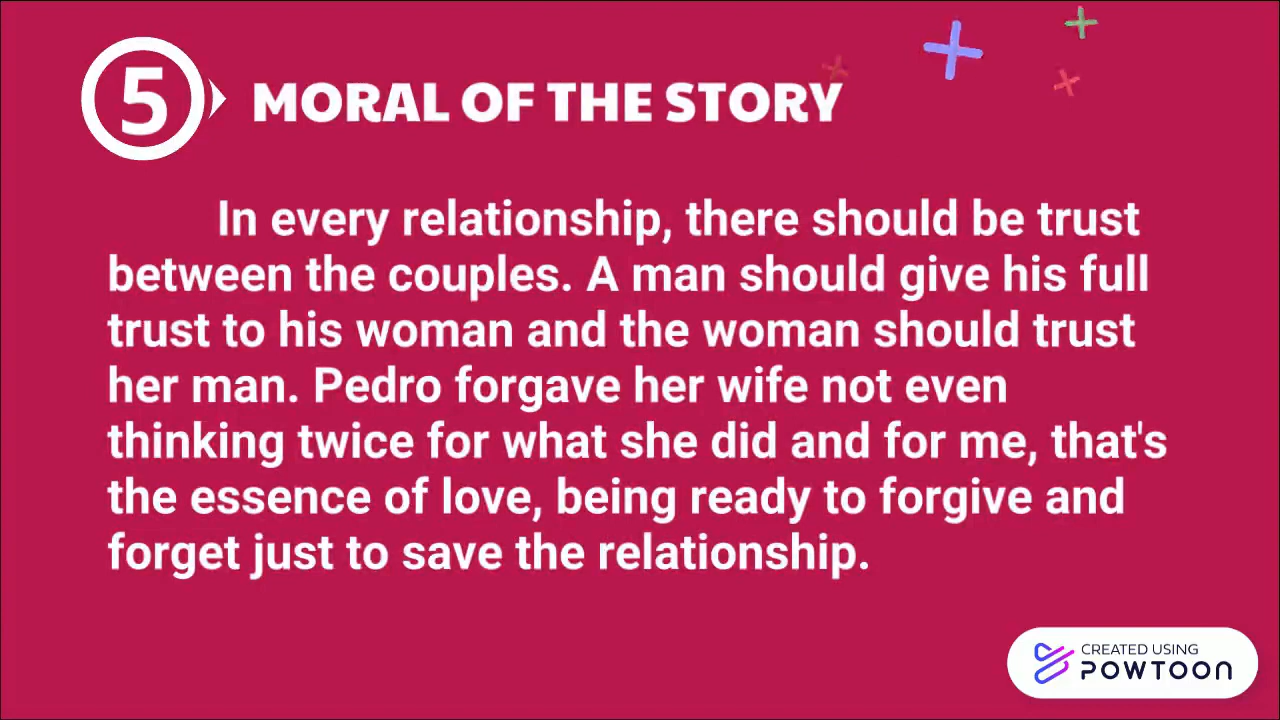 5
MORAL OF THE STORY
In every relationship, there should be trust
between the couples. A man should give his full
trust to his woman and the woman should trust
her man. Pedro forgave her wife not even
thinking twice for what she did and for me, that's
the essence of love, being ready to forgive and
forget just to save the relationship.
CREATED USING
POWTOON